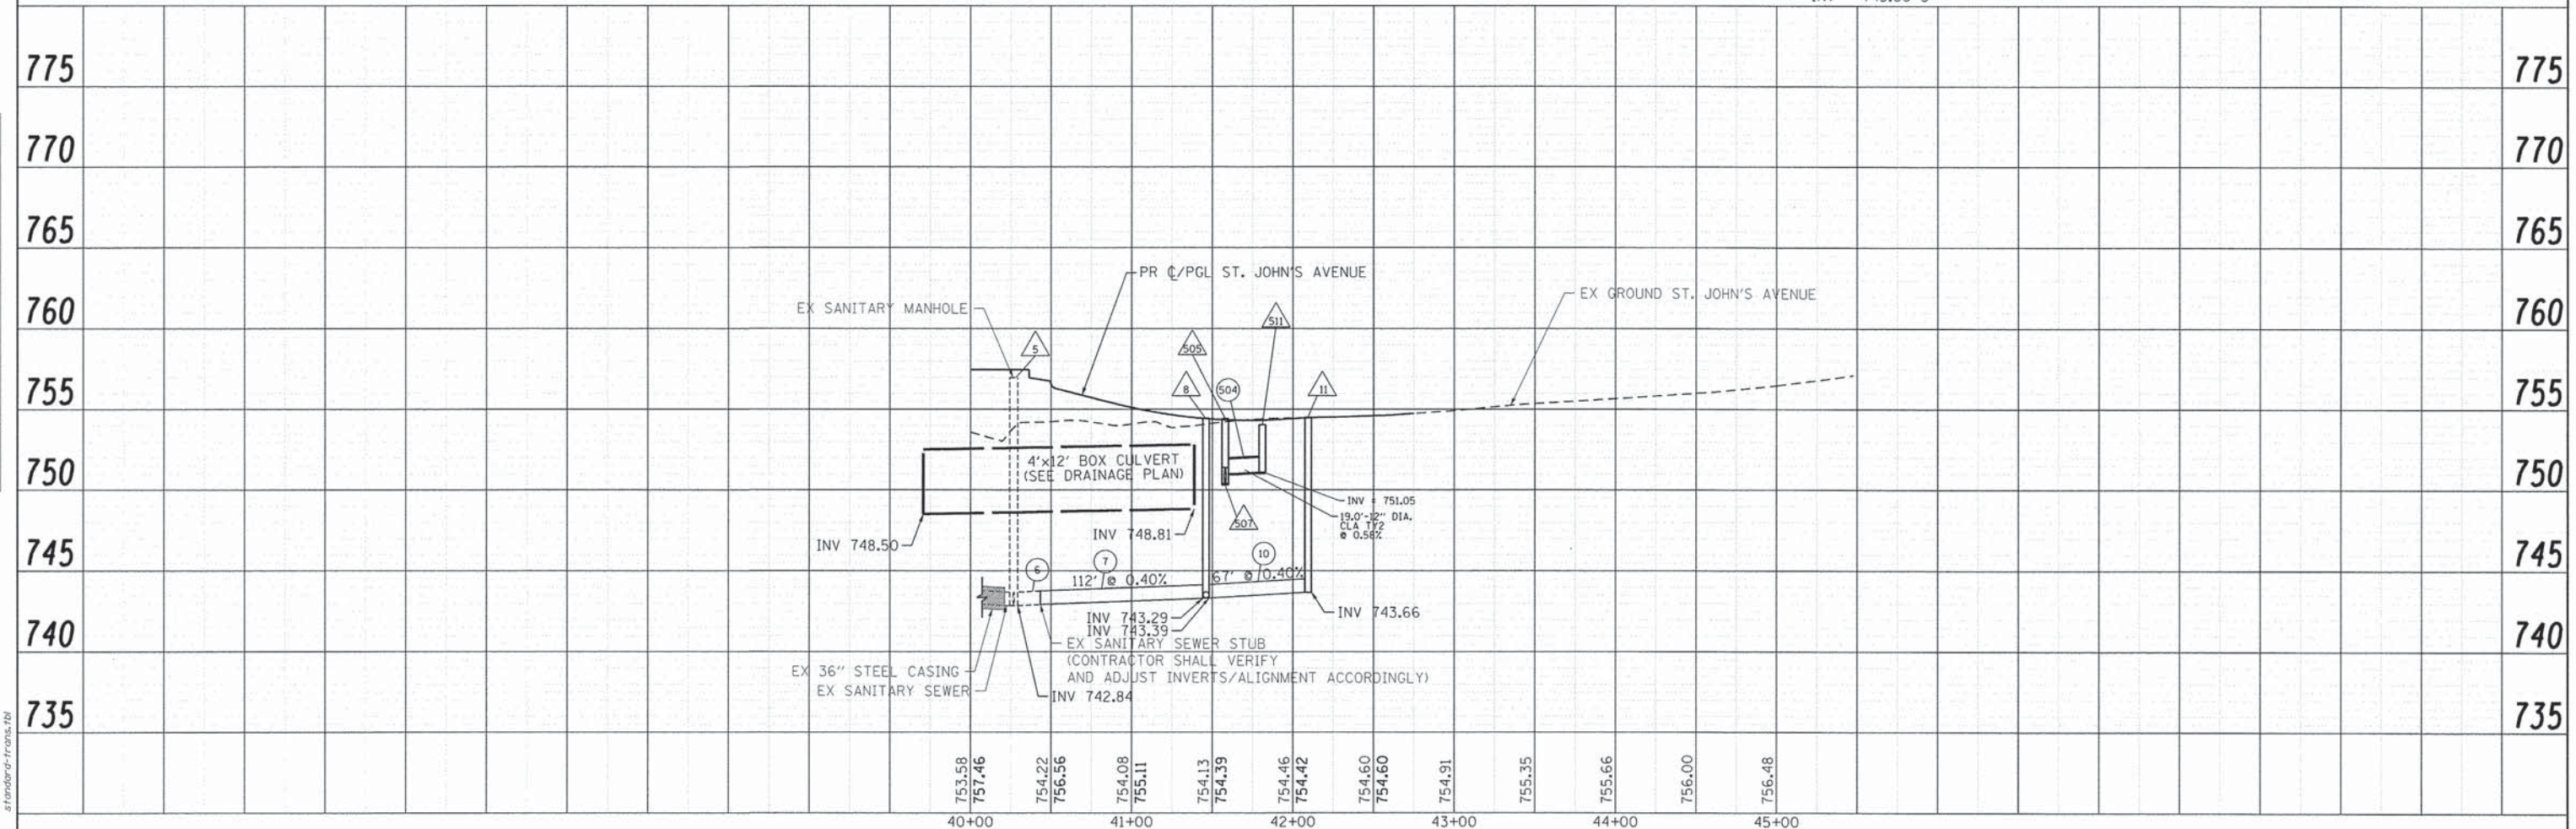 775 775
770 770
765 765
PR ℄/PGL ST. JOHN'S AVENUE
EX SANITARY MANHOLE
EX GROUND ST. JOHN'S AVENUE
760 760
511
5
505
755 755
8
504
11
4'x12' BOX CULVERT
(SEE DRAINAGE PLAN)
750 750
INV = 751.05
19.0'-12" DIA.
CLA TY2
@ 0.58%
507
INV 748.81
INV 748.50
745 745
6
7
10
112' @ 0.40%
67' @ 0.40%
INV 743.29
INV 743.39
INV 743.66
740 740
EX SANITARY SEWER STUB
(CONTRACTOR SHALL VERIFY
AND ADJUST INVERTS/ALIGNMENT ACCORDINGLY)
EX 36" STEEL CASING
EX SANITARY SEWER
INV 742.84
735 735
standard-trans.tbl
753.58 757.46
754.22 756.56
754.08 755.11
754.13 754.39
754.46 754.42
754.60 754.60
754.91
755.35
755.66
756.00
756.48
40+00 41+00 42+00 43+00 44+00 45+00